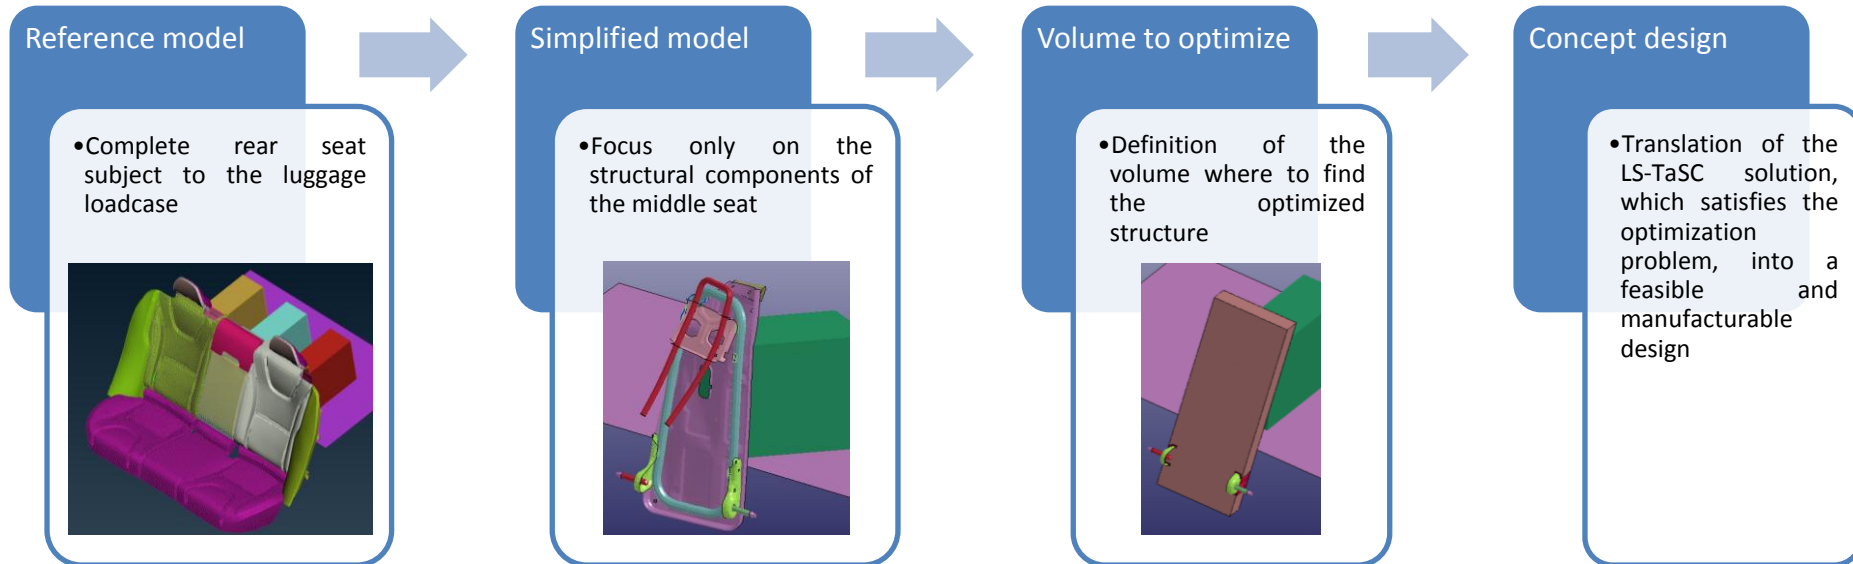 Reference model
•Complete rear seat
subject to the luggage
loadcase
Simplified model
•Focus only on the
structural components of
the middle seat
Volume to optimize
•Definition of the
volume where to find
the optimized
structure
Concept design
•Translation of the
LS-TaSC solution,
which satisfies the
optimization
problem, into a
feasible and
manufacturable
design